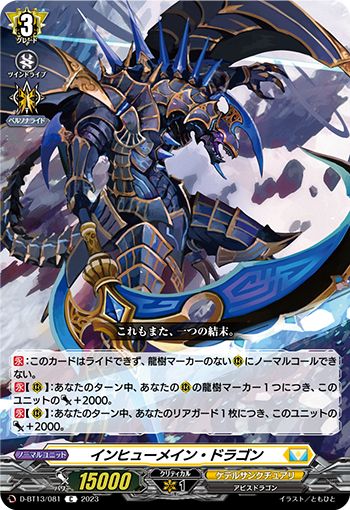 3
グレード
ツインドライブ
ペルソナライド
これもまた、一つの結末。
永:このカードはライドできず、龍樹マーカーのない にノーマルコールでき
ない。
永【 】:あなたのターン中、あなたの の龍樹マーカー1つにつき、この
ユニットの +2000。
永【 】:あなたのターン中、あなたのリアガード1枚につき、このユニット
の +2000。
ノーマルユニット
インヒューメイン・ドラゴン
ケテルサンクチュアリ
パワー
15000
クリティカル
1
アビスドラゴン
D-BT13/081 C 2023
イラスト/ともひと